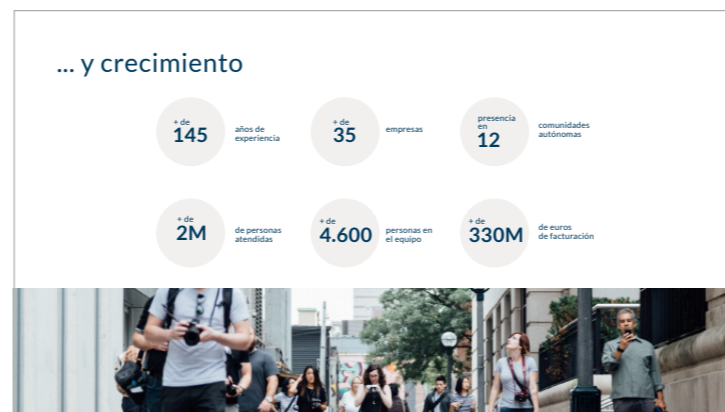 ... y crecimiento
+ de
145
años de
experiencia
+ de
35
empresas
presencia
en
12
comunidades
autónomas
+ de
2M
de personas
atendidas
+ de
4.600
personas en
el equipo
+ de
330M
de euros
de facturación